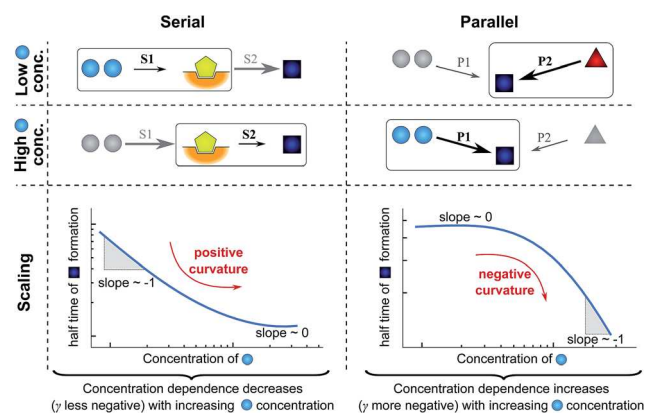 Serial
Parallel
Low
conc.
S1
S2
P1
P2
High
conc.
S1
S2
P1
P2
Scaling
half time of formation
slope ~ -1
positive
curvature
slope ~ 0
Concentration of
half time of formation
slope ~ 0
negative
curvature
slope ~ -1
Concentration of
Concentration dependence decreases
(γ less negative) with increasing concentration
Concentration dependence increases
(γ more negative) with increasing concentration